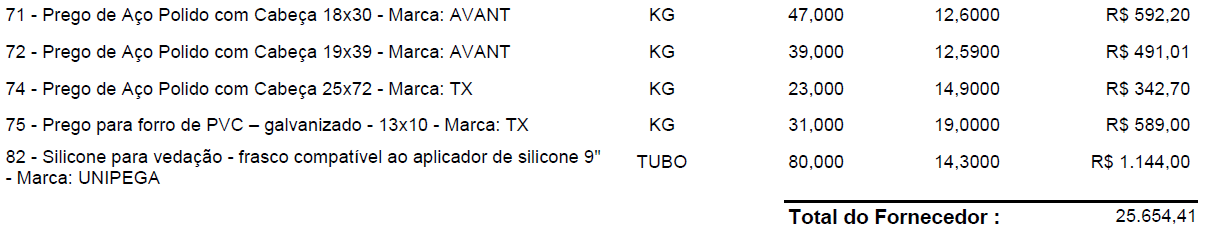 71 - Prego de Aço Polido com Cabeça 18x30 - Marca: AVANT KG 47,000 12,6000 R$ 592,20
72 - Prego de Aço Polido com Cabeça 19x39 - Marca: AVANT KG 39,000 12,5900 R$ 491,01
74 - Prego de Aço Polido com Cabeça 25x72 - Marca: TX KG 23,000 14,9000 R$ 342,70
75 - Prego para forro de PVC – galvanizado - 13x10 - Marca: TX KG 31,000 19,0000 R$ 589,00
82 - Silicone para vedação - frasco compatível ao aplicador de silicone 9" TUBO 80,000 14,3000 R$ 1.144,00
- Marca: UNIPEGA
Total do Fornecedor : 25.654,41